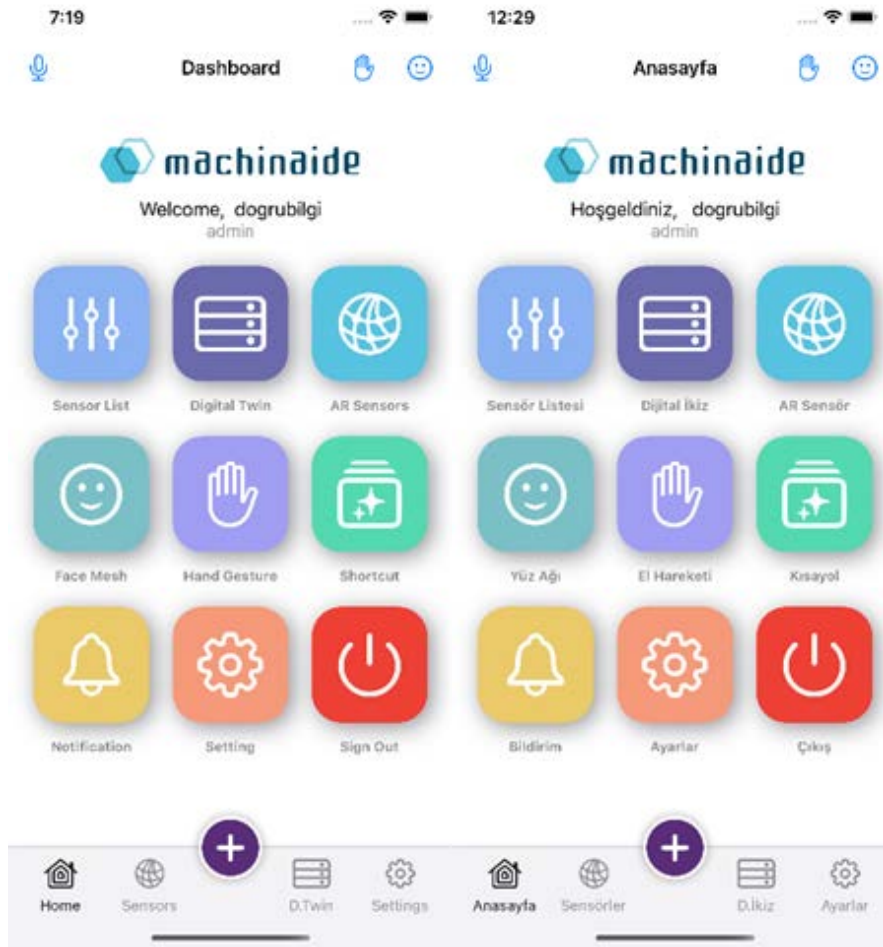 7:19
Dashboard
machinaide
Welcome, dogrubilgi
admin
Sensor List Digital Twin AR Sensors
Face Mesh Hand Gesture Shortcut
Notification Setting Sign Out
Home Sensors D.Twin Settings
12:29
Anasayfa
machinaide
Hoşgeldiniz, dogrubilgi
admin
Sensör Listesi Dijital İkiz AR Sensör
Yüz Ağı El Hareketi Kısayol
Bildirim Ayarlar Çıkış
Anasayfa Sensörler D.İkiz Ayarlar